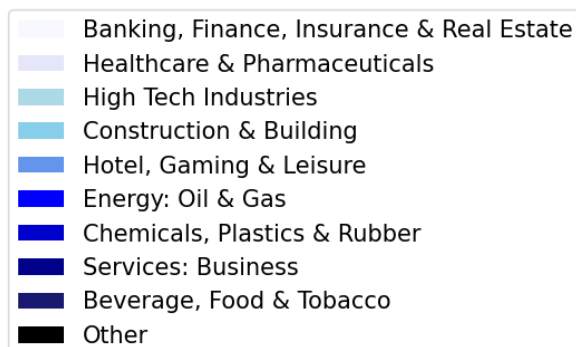 Banking, Finance, Insurance & Real Estate
Healthcare & Pharmaceuticals
High Tech Industries
Construction & Building
Hotel, Gaming & Leisure
Energy: Oil & Gas
Chemicals, Plastics & Rubber
Services: Business
Beverage, Food & Tobacco
Other